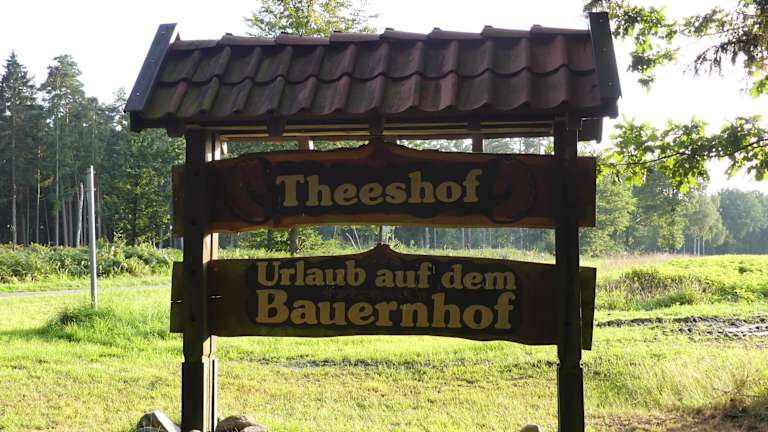 Theeshof
Urlaub auf dem
Bauernhof